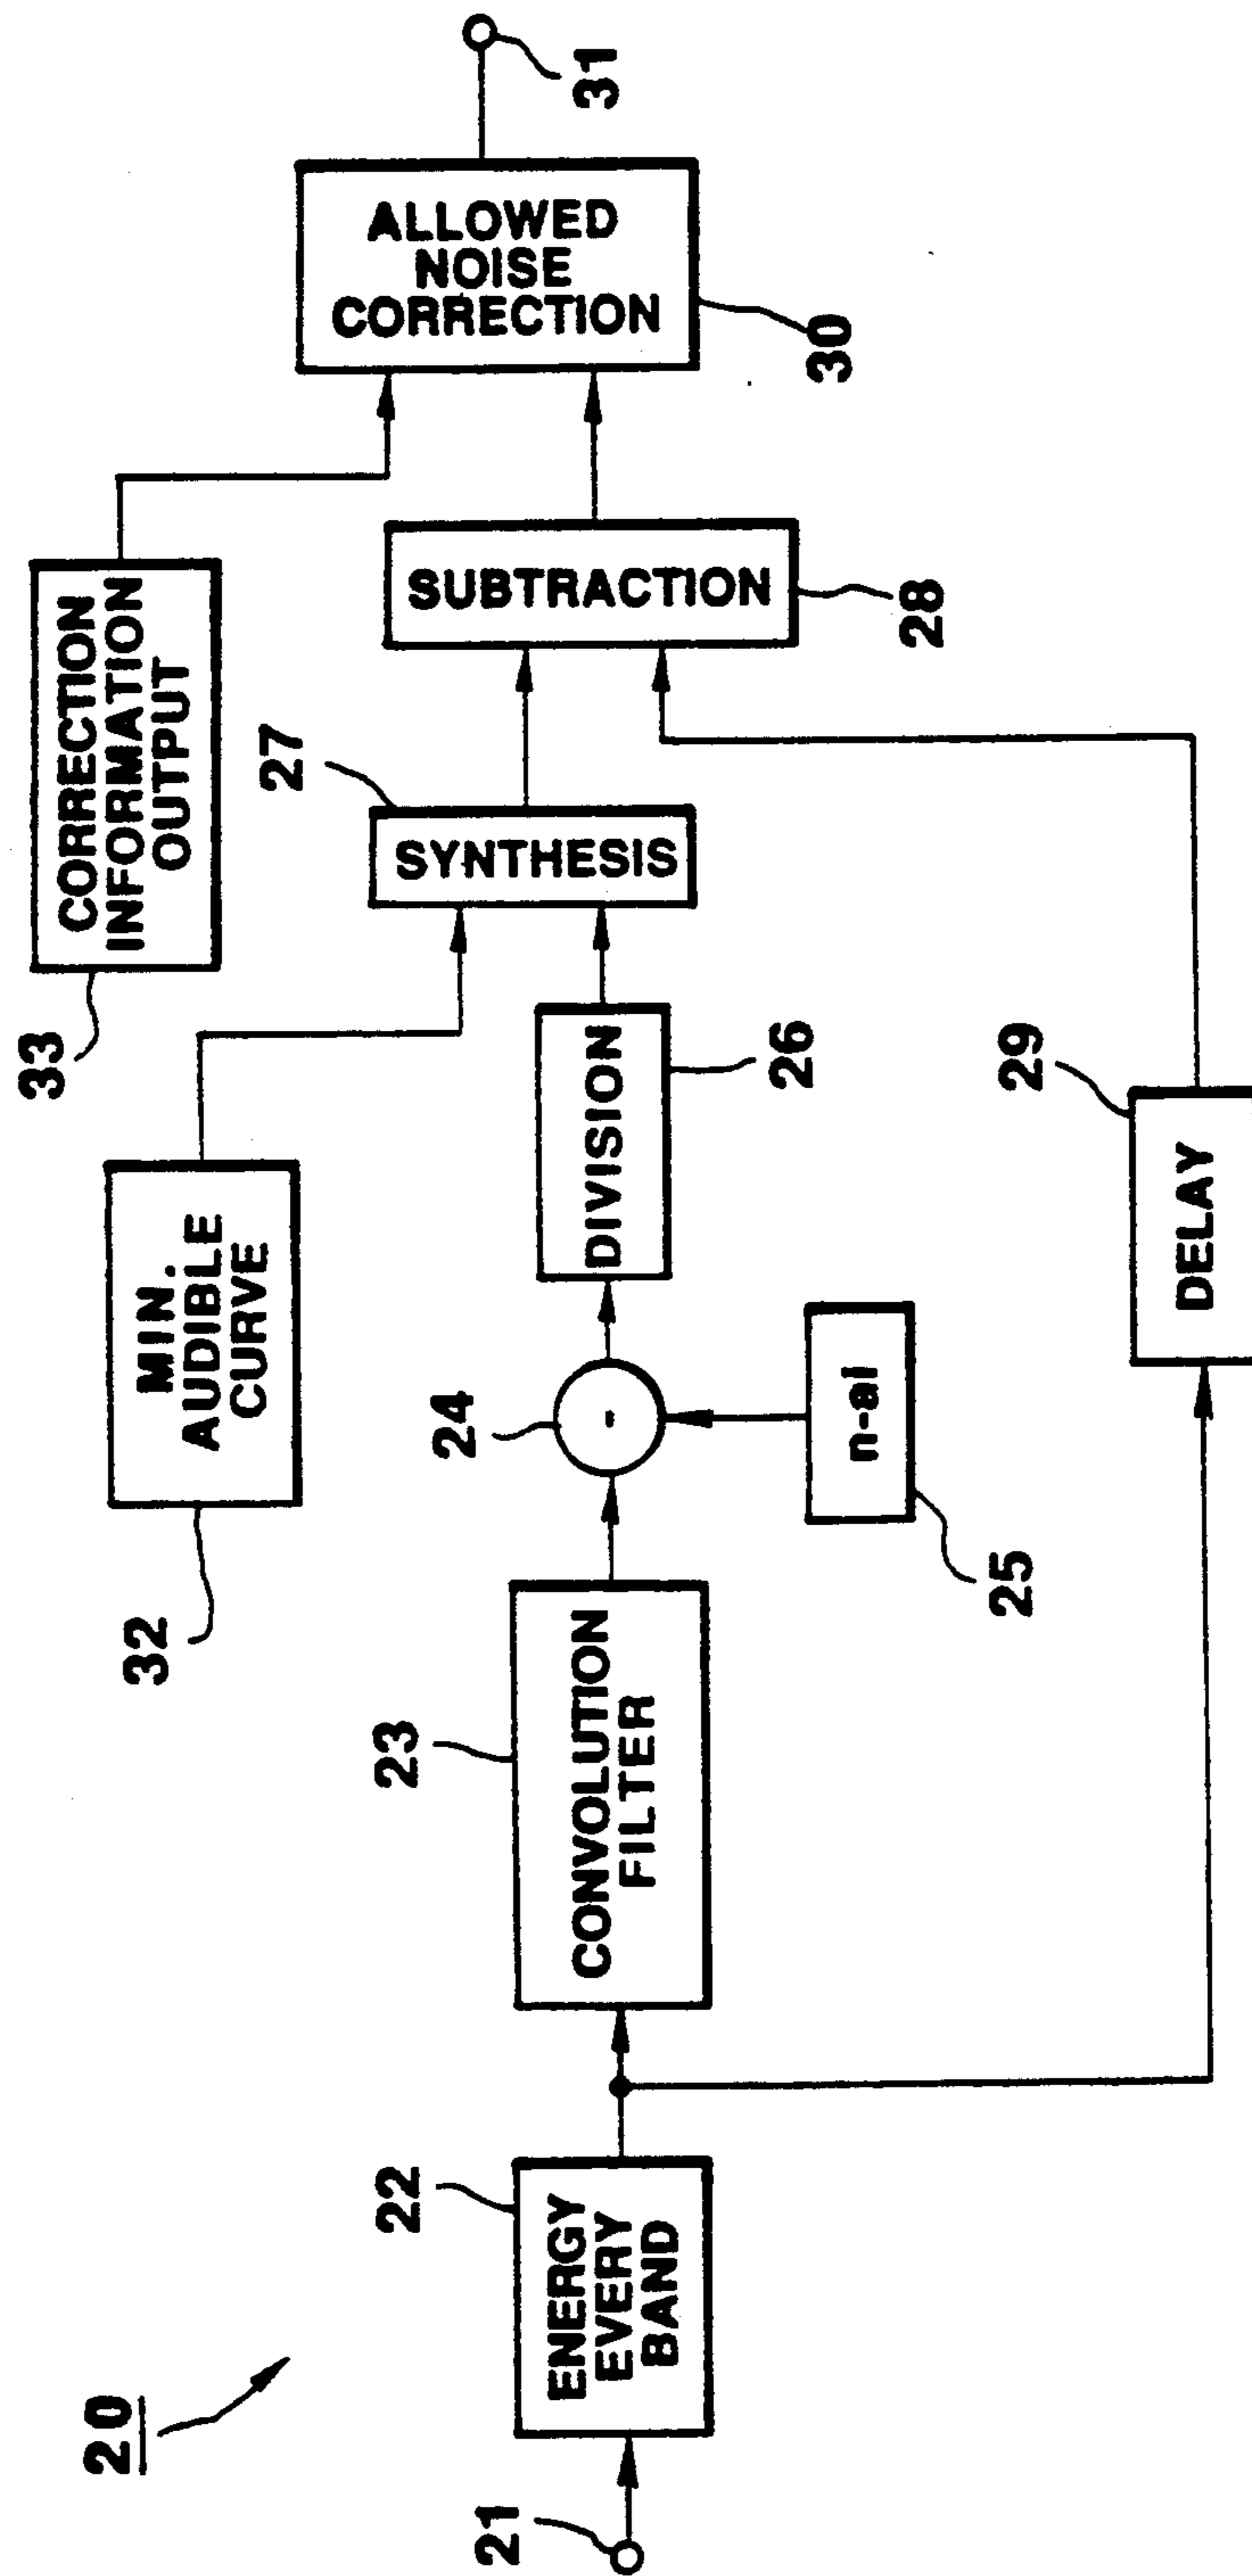 20
21
ENERGY
EVERY
BAND
22
CONVOLUTION
FILTER
23
24
-
n-ai
25
DIVISION
26
MIN.
AUDIBLE
CURVE
32
SYNTHESIS
27
SUBTRACTION
28
DELAY
29
CORRECTION
INFORMATION
OUTPUT
33
ALLOWED
NOISE
CORRECTION
30
31